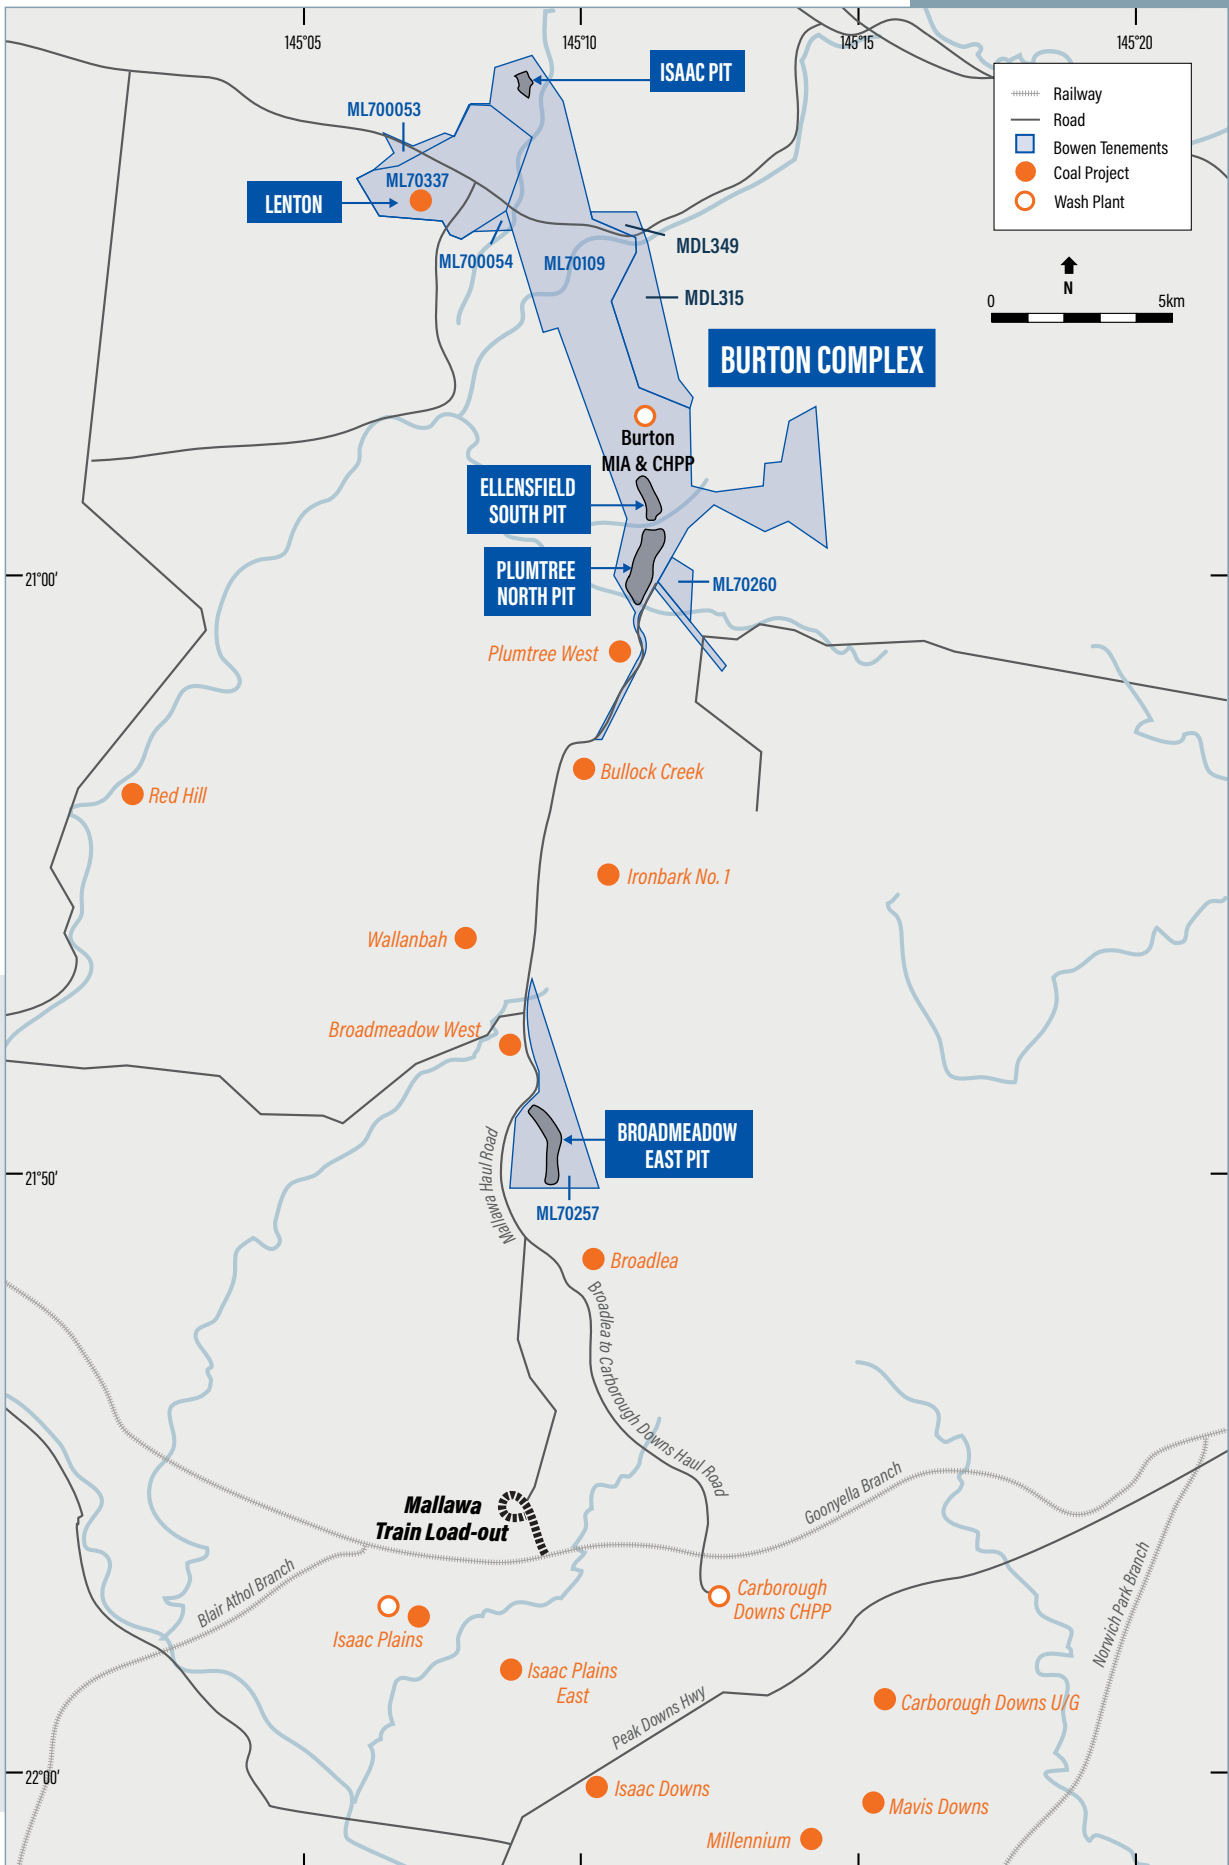 145°05
145°10
145°15
145°20
ISAAC PIT
Railway
Road
Bowen Tenements
Coal Project
Wash Plant
N
0
5km
ML700053
ML70337
LENTON
ML700054
ML70109
MDL349
MDL315
BURTON COMPLEX
Burton
MIA & CHPP
ELLENSFIELD
SOUTH PIT
PLUMTREE
NORTH PIT
21°00'
ML70260
Plumtree West
Bullock Creek
Red Hill
Ironbark No. 1
Wallanbah
Broadmeadow West
BROADMEADOW
EAST PIT
Mallawa Haul Road
21°50'
ML70257
Broadlea
Broadlea to Carborough Downs Haul Road
Goonyella Branch
Mallawa
Train Load-out
Blair Athol Branch
Norwich Park Branch
Carborough
Downs CHPP
Isaac Plains
Isaac Plains
East
Carborough Downs U/G
Peak Downs Hwy
22°00'
Isaac Downs
Mavis Downs
Millennium